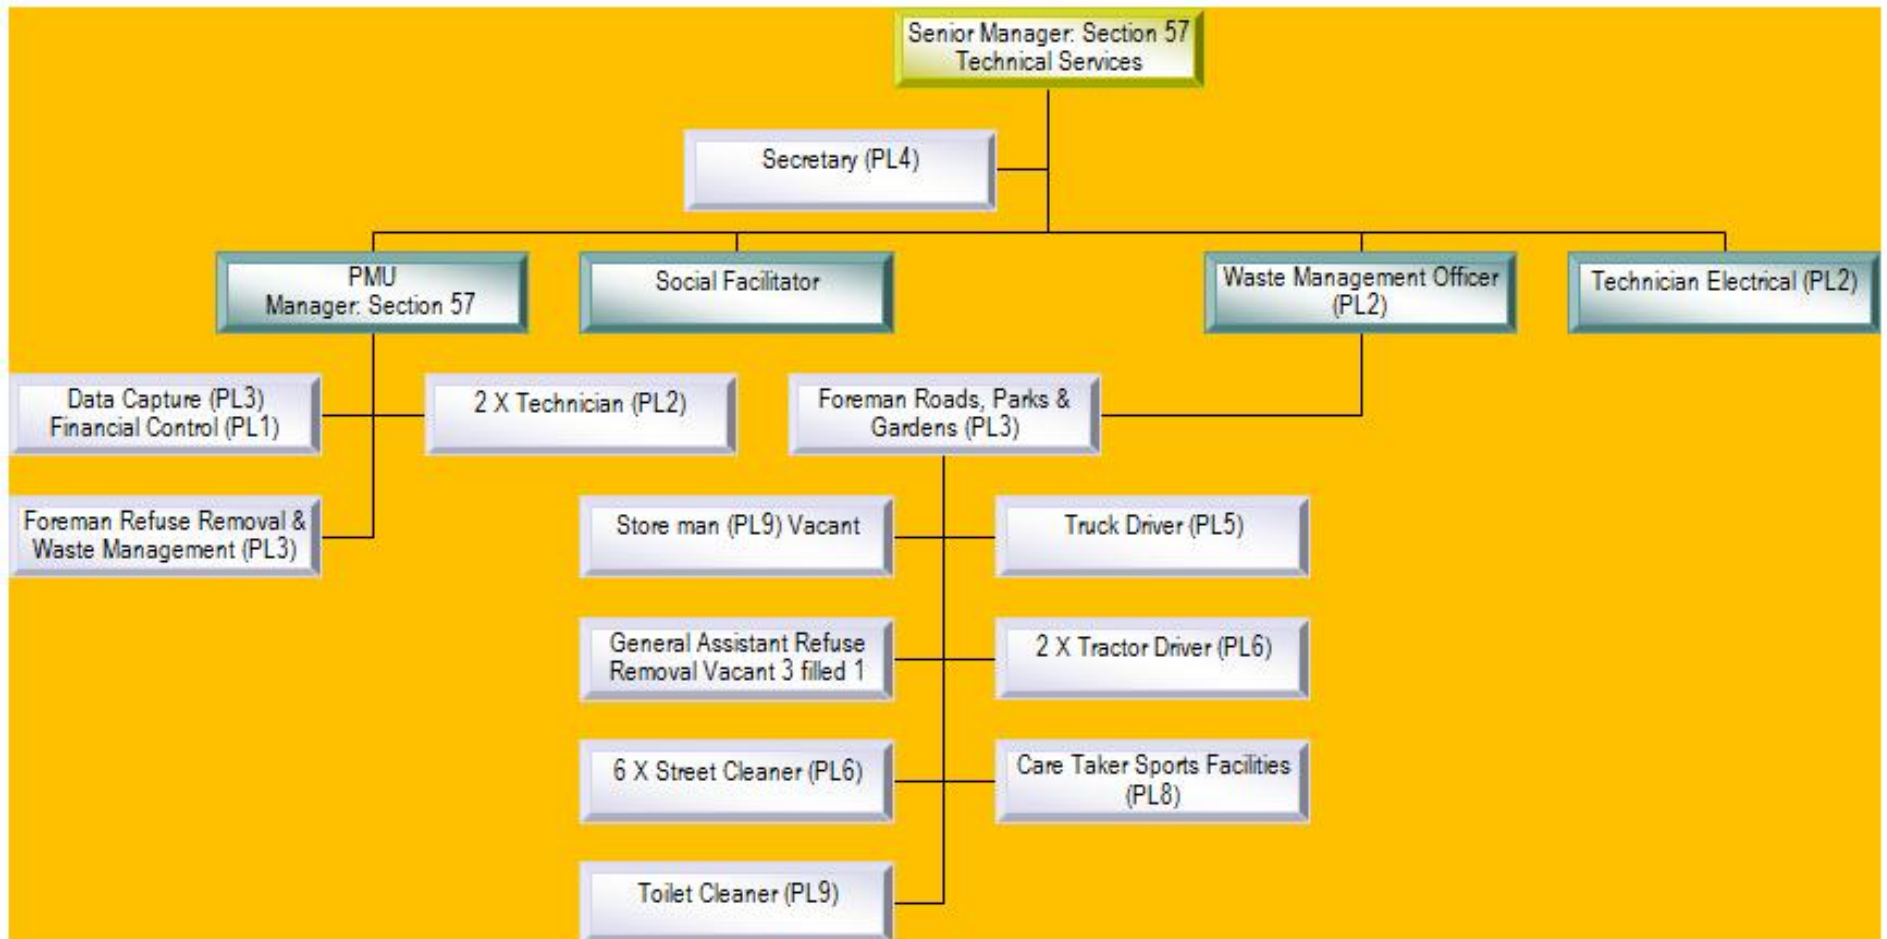 Senior Manager: Section 57
Technical Services
Secretary (PL4)
PMU
Manager: Section 57
Social Facilitator
Waste Management Officer
(PL2)
Technician Electrical (PL2)
Data Capture (PL3)
Financial Control (PL1)
2 X Technician (PL2)
Foreman Roads, Parks &
Gardens (PL3)
Foreman Refuse Removal &
Waste Management (PL3)
Store man (PL9) Vacant
Truck Driver (PL5)
General Assistant Refuse
Removal Vacant 3 filled 1
2 X Tractor Driver (PL6)
6 X Street Cleaner (PL6)
Care Taker Sports Facilities
(PL8)
Toilet Cleaner (PL9)